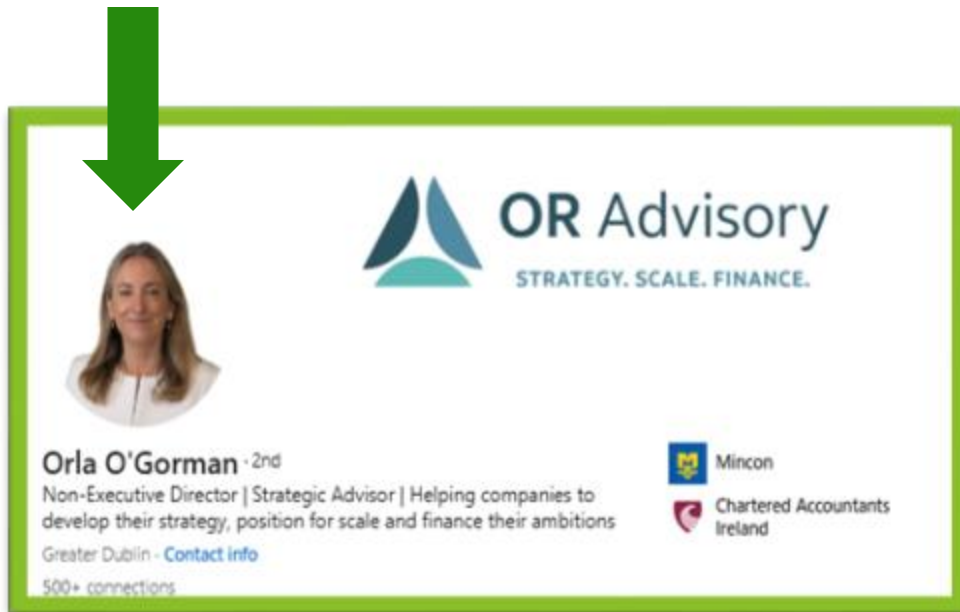 OR Advisory
STRATEGY. SCALE. FINANCE.
Orla O'Gorman · 2nd
Non-Executive Director | Strategic Advisor | Helping companies to
develop their strategy, position for scale and finance their ambitions
Greater Dublin · Contact info
500+ connections
Mincon
Chartered Accountants
Ireland